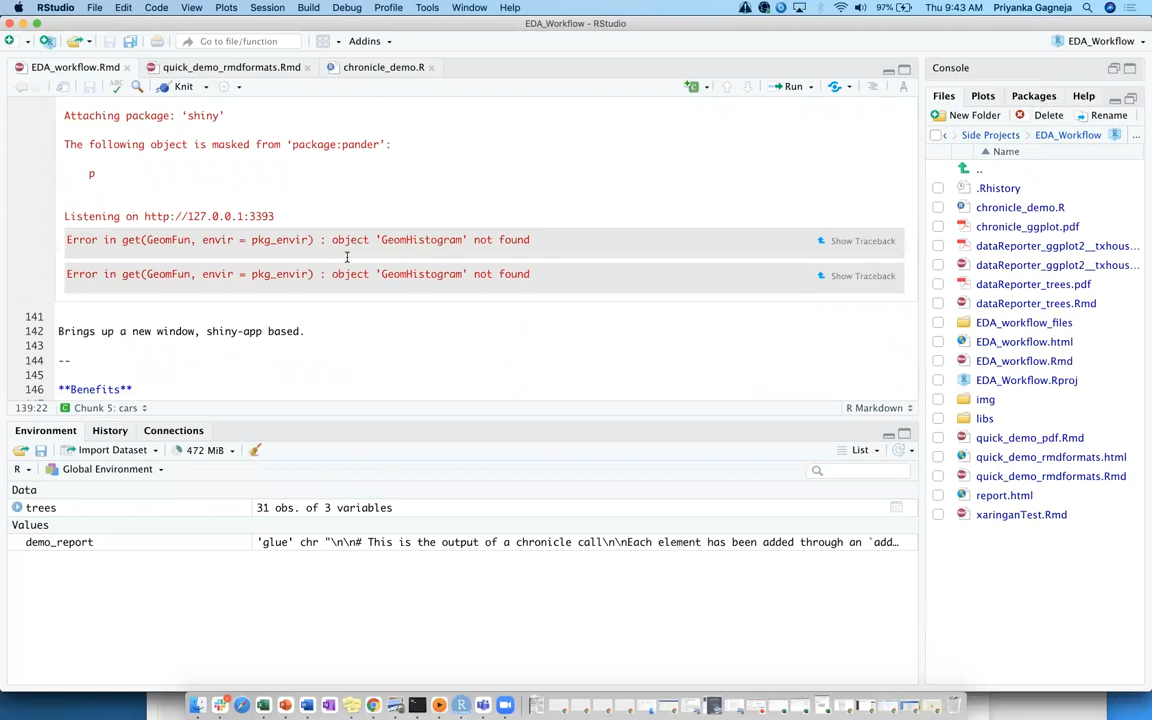 RStudio File Edit Code View Plots Session Build Debug Profile Tools Window Help 97% Thu 9:43 AM Priyanka Gagneja
EDA_Workflow - RStudio
Go to file/function Addins EDA_Workflow
EDA_workflow.Rmd quick_demo_rmdformats.Rmd chronicle_demo.R
ABC Knit Run
Attaching package: ‘shiny’
The following object is masked from ‘package:pander’:
p
Listening on http://127.0.0.1:3393
Error in get(GeomFun, envir = pkg_envir) : object 'GeomHistogram' not found Show Traceback
Error in get(GeomFun, envir = pkg_envir) : object 'GeomHistogram' not found Show Traceback
141
142 Brings up a new window, shiny-app based.
143
144 --
145
146 **Benefits**
139:22 Chunk 5: cars R Markdown
Environment History Connections
Import Dataset 472 MiB List
R Global Environment
Data
trees 31 obs. of 3 variables
Values
demo_report 'glue' chr "\n\n# This is the output of a chronicle call\n\nEach element has been added through an `add…
Console
Files Plots Packages Help
New Folder Delete Rename
Side Projects EDA_Workflow ...
Name
..
.Rhistory
chronicle_demo.R
chronicle_ggplot.pdf
dataReporter_ggplot2__txhous...
dataReporter_ggplot2__txhous...
dataReporter_trees.pdf
dataReporter_trees.Rmd
EDA_workflow_files
EDA_workflow.html
EDA_workflow.Rmd
EDA_Workflow.Rproj
img
libs
quick_demo_pdf.Rmd
quick_demo_rmdformats.html
quick_demo_rmdformats.Rmd
report.html
xaringanTest.Rmd